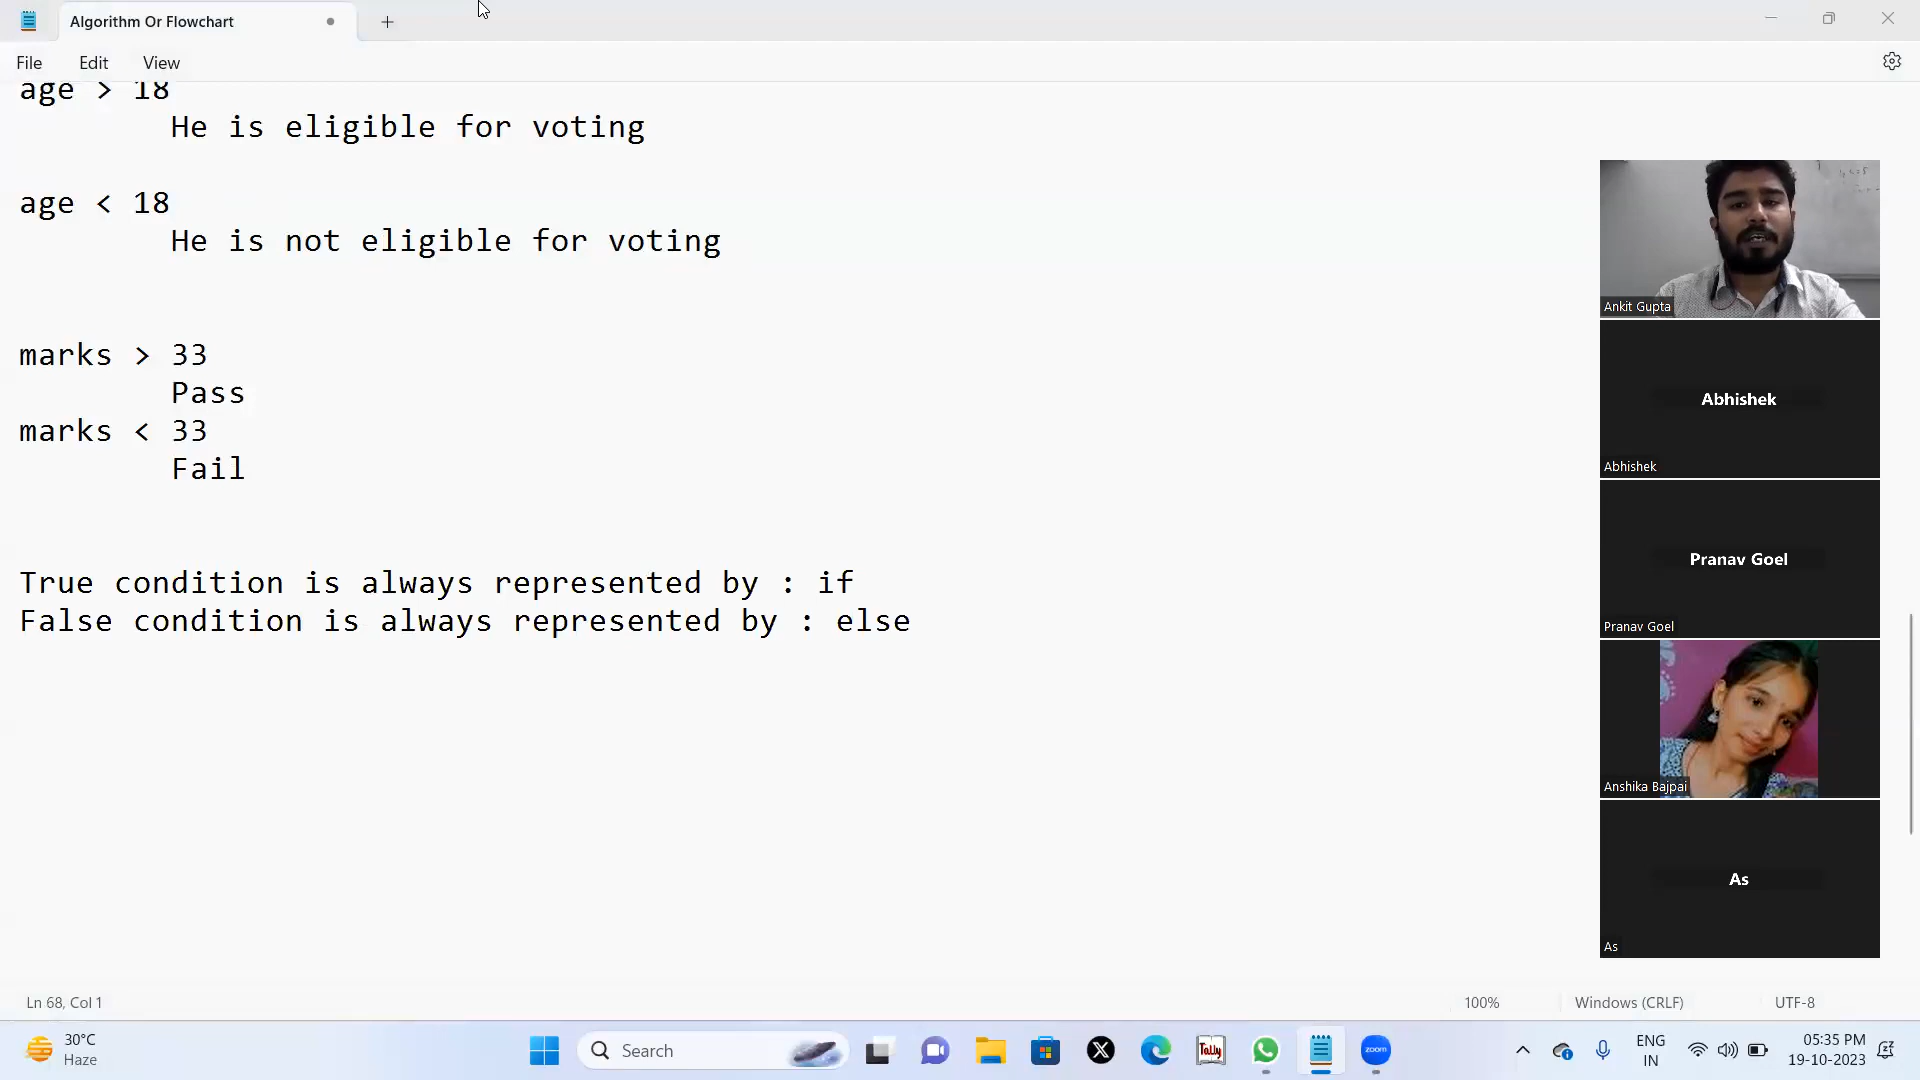 Algorithm Or Flowchart
File Edit View
age > 18
He is eligible for voting
age < 18
He is not eligible for voting
marks > 33
Pass
marks < 33
Fail
True condition is always represented by : if
False condition is always represented by : else
Ankit Gupta
Abhishek
Abhishek
Pranav Goel
Pranav Goel
Anshika Bajpai
As
As
Ln 68, Col 1
100%
Windows (CRLF)
UTF-8
30°C
Haze
Search
Tally
zoom
ENG
IN
05:35 PM
19-10-2023